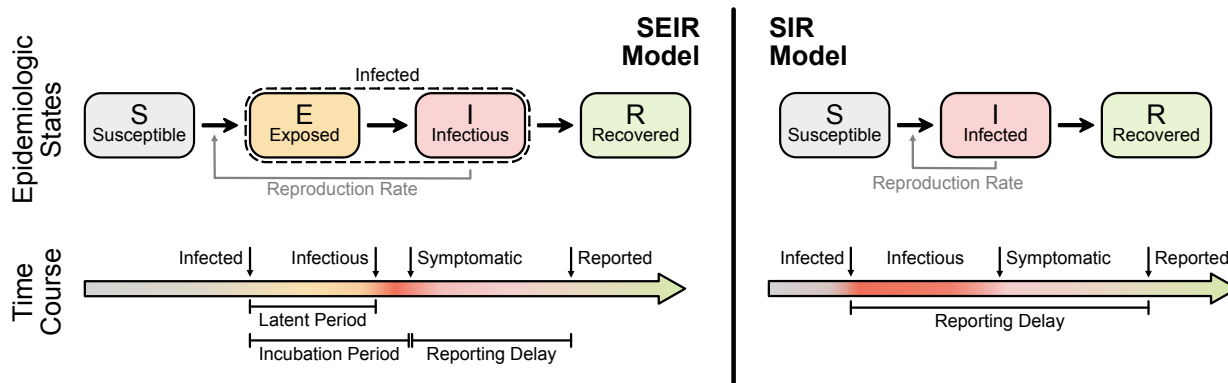 Epidemiologic
States
SEIR
Model
Infected
S
Susceptible
E
Exposed
I
Infectious
R
Recovered
Reproduction Rate
Time
Course
Infected
Infectious
Symptomatic
Reported
Latent Period
Incubation Period
Reporting Delay
SIR
Model
S
Susceptible
I
Infected
R
Recovered
Reproduction Rate
Infected
Infectious
Symptomatic
Reported
Reporting Delay